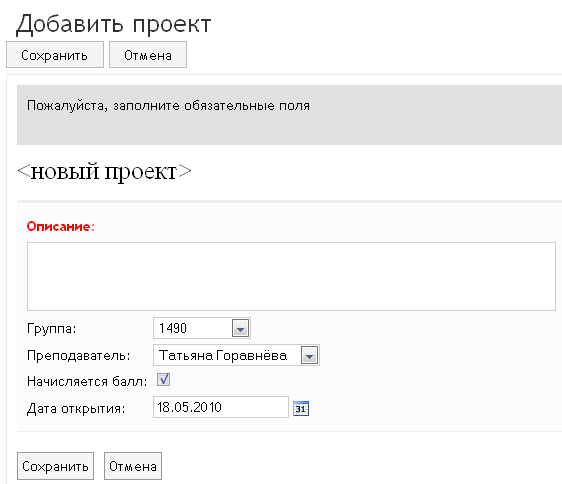 Добавить проект
Сохранить Отмена
Пожалуйста, заполните обязательные поля
<новый проект>
Описание:
Группа: 1490
Преподаватель: Татьяна Горавнёва
Начисляется балл:
Дата открытия: 18.05.2010 31
Сохранить Отмена